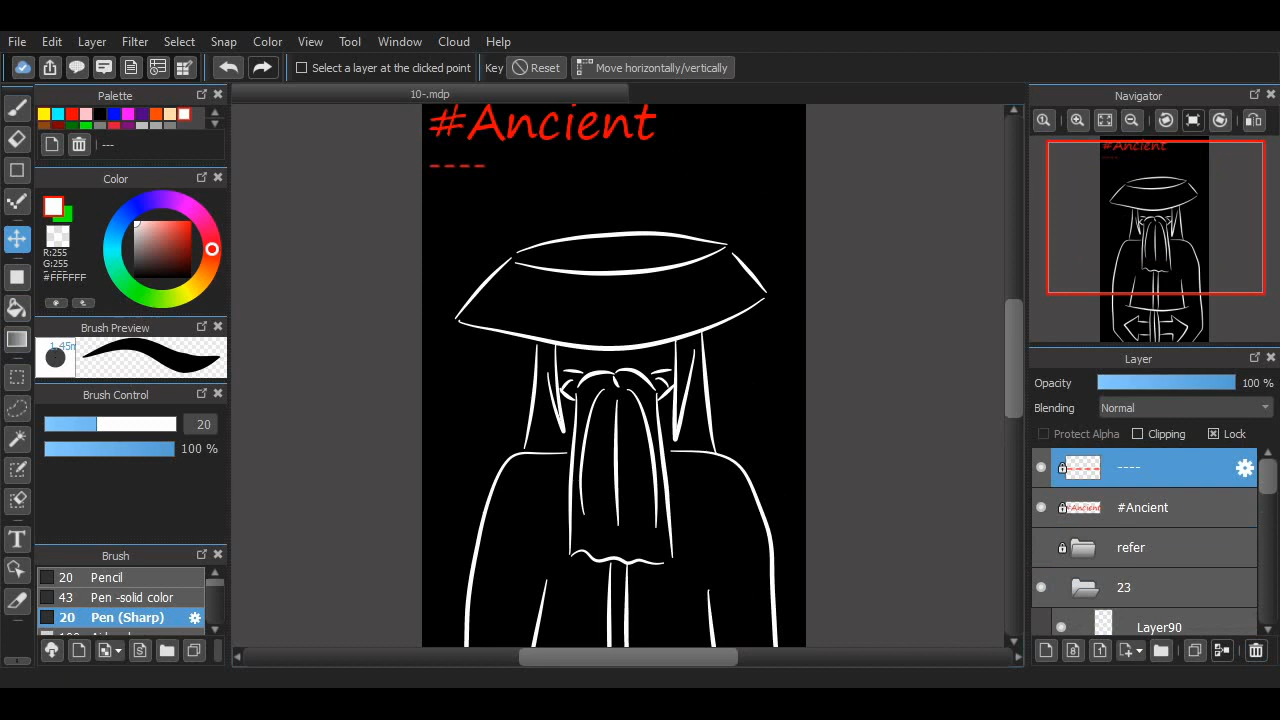 File Edit Layer Filter Select Snap Color View Tool Window Cloud Help
Select a layer at the clicked point Key Reset Move horizontally/vertically
Palette
10-.mdp
Navigator
---
#Ancient
----
Color
R:255
G:255
#FFFFFF
#Ancient
Brush Preview
1.45m
Brush Control
20
100 %
Layer
Opacity 100 %
Blending Normal
Protect Alpha Clipping Lock
----
#Ancient
refer
23
Layer90
T
Brush
20 Pencil
43 Pen -solid color
20 Pen (Sharp)